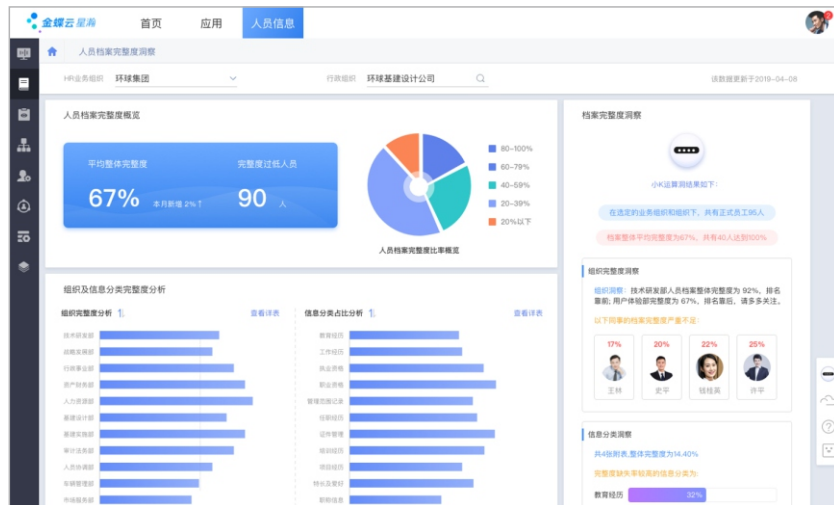 金蝶云 星瀚
首页
应用
人员信息
人员档案完整度洞察
HR业务组织
环球集团
行政组织
环球基建设计公司
该数据更新于2019-04-08
人员档案完整度概览
平均整体完整度
67%
本月新增 2%↑
完整度过低人员
90 人
80-100%
60-79%
40-59%
20-39%
20%以下
人员档案完整度比率概览
组织及信息分类完整度分析
组织完整度分析
查看详表
技术研发部
战略发展部
行政事业部
资产财务部
人力资源部
基建设计部
基建实施部
审计法务部
人员协调部
车辆管理部
市场服务部
信息分类占比分析
查看详表
教育经历
工作经历
执业资格
职业资格
管理范围记录
任职经历
证件管理
培训经历
项目经历
特长及爱好
职称信息
档案完整度洞察
小K运算洞结果如下:
在选定的业务组织和组织下,共有正式员工95人
档案整体平均完整度为67%,共有40人达到100%
组织完整度洞察
组织洞察:技术研发部人员档案整体完整度为 92%,排名
靠前;用户体验部完整度为 67%,排名靠后,请多多关注。
以下同事的档案完整度严重不足:
17%
王林
20%
史平
22%
钱桂英
25%
许平
信息分类洞察
共4张附表,整体完整度为14.40%
完整度缺失率较高的信息分类为:
教育经历
32%